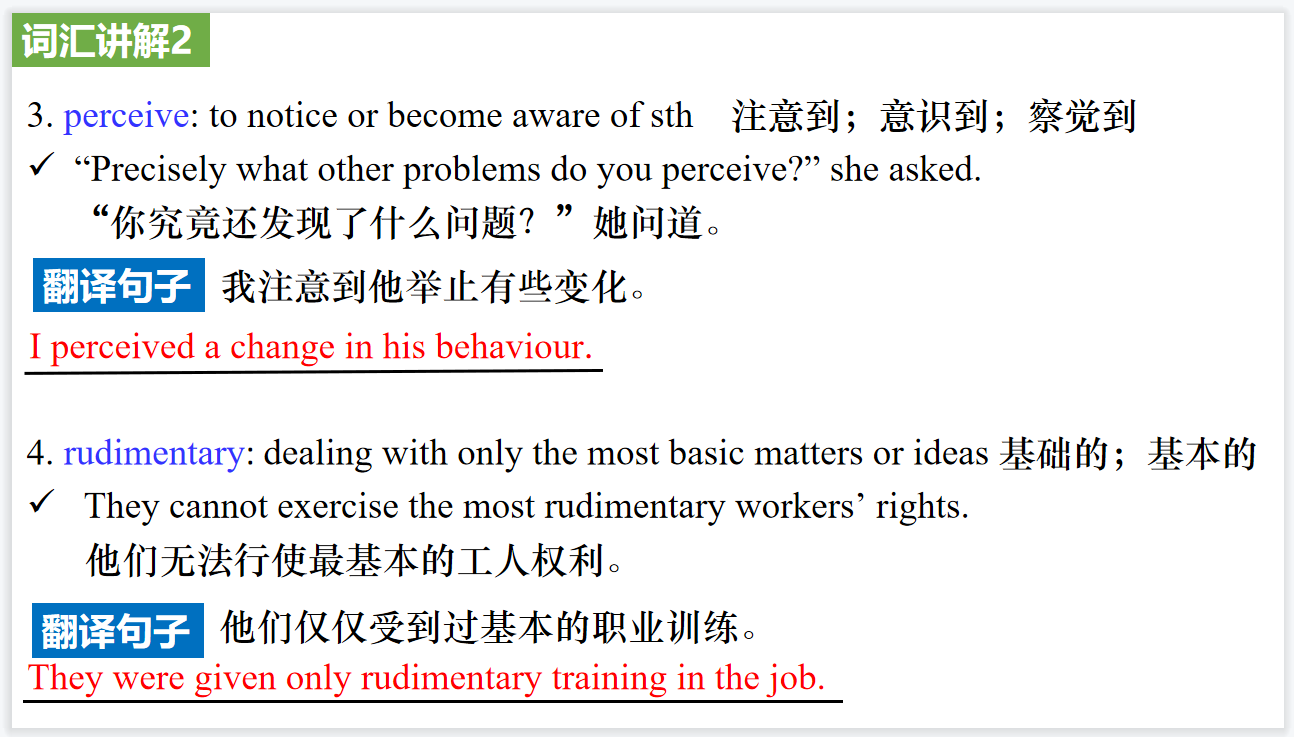 词汇讲解2
3. perceive: to notice or become aware of sth 注意到；意识到；察觉到
✓ “Precisely what other problems do you perceive?” she asked.
“你究竟还发现了什么问题？”她问道。
翻译句子 我注意到他举止有些变化。
I perceived a change in his behaviour.
4. rudimentary: dealing with only the most basic matters or ideas 基础的；基本的
✓ They cannot exercise the most rudimentary workers’ rights.
他们无法行使最基本的工人权利。
翻译句子 他们仅仅受到过基本的职业训练。
They were given only rudimentary training in the job.